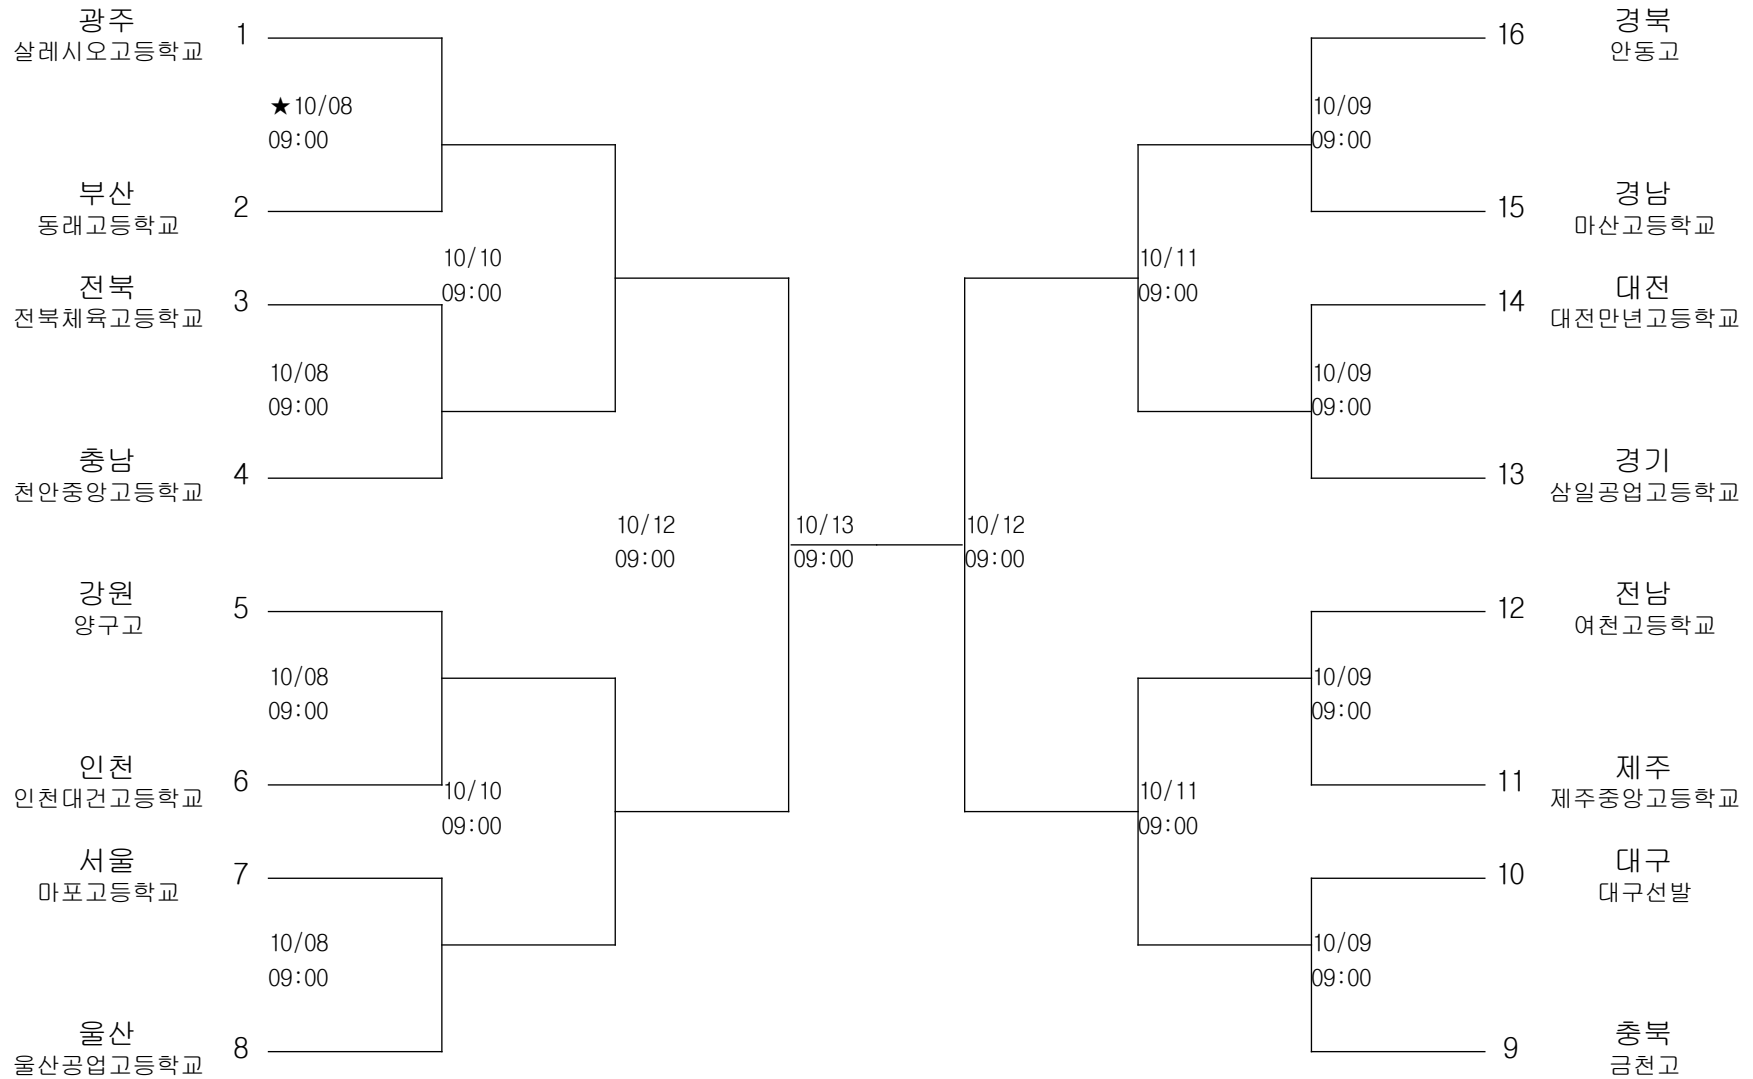 광주
살레시오고등학교
1
★10/08
09:00
부산
동래고등학교
2
10/10
09:00
전북
전북체육고등학교
3
10/08
09:00
충남
천안중앙고등학교
4
10/12
09:00
강원
양구고
5
10/08
09:00
인천
인천대건고등학교
6
10/10
09:00
서울
마포고등학교
7
10/08
09:00
울산
울산공업고등학교
8
10/13
09:00
16
경북
안동고
10/09
09:00
15
경남
마산고등학교
10/11
09:00
14
대전
대전만년고등학교
10/09
09:00
13
경기
삼일공업고등학교
10/12
09:00
12
전남
여천고등학교
10/09
09:00
11
제주
제주중앙고등학교
10/11
09:00
10
대구
대구선발
10/09
09:00
9
충북
금천고